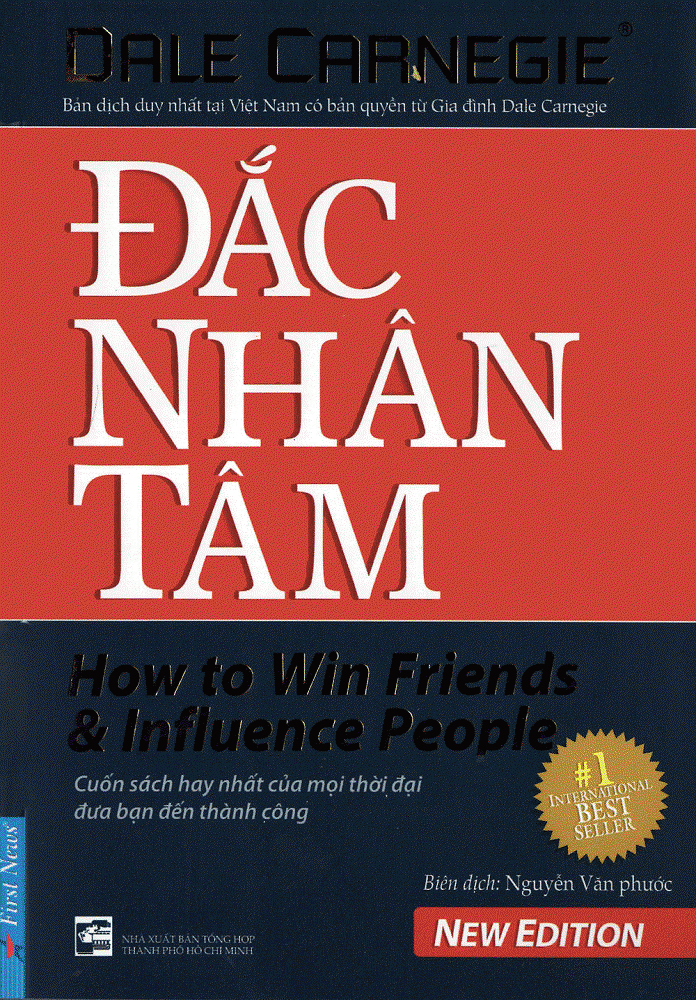 DALE CARNEGIE®
Bản dịch duy nhất tại Việt Nam có bản quyền từ Gia đình Dale Carnegie
ĐẮC
NHÂN
TÂM
How to Win Friends
& Influence People
Cuốn sách hay nhất của mọi thời đại
đưa bạn đến thành công
#1
INTERNATIONAL
BEST
SELLER
Biên dịch: Nguyễn Văn phước
NEW EDITION
First News®
NHÀ XUẤT BẢN TỔNG HỢP
THÀNH PHỐ HỒ CHÍ MINH